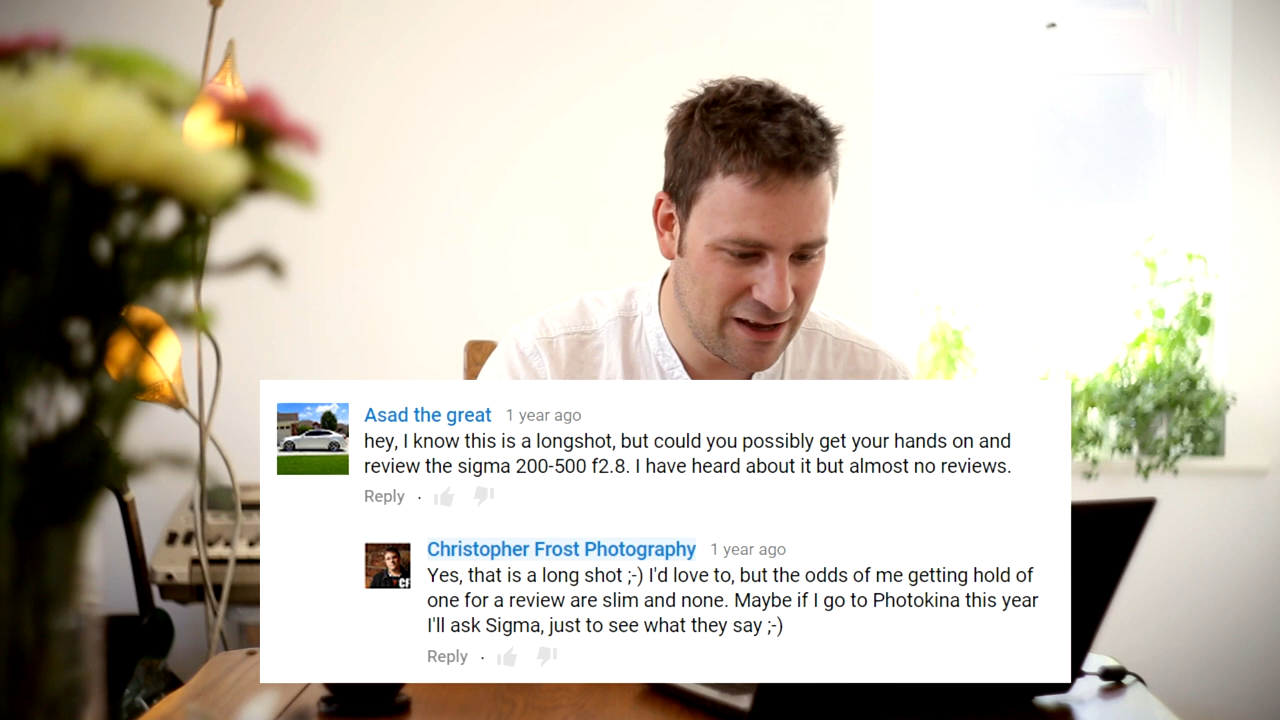 Asad the great 1 year ago
hey, I know this is a longshot, but could you possibly get your hands on and
review the sigma 200-500 f2.8. I have heard about it but almost no reviews.
Reply ·
Christopher Frost Photography 1 year ago
CF
Yes, that is a long shot ;-) I'd love to, but the odds of me getting hold of
one for a review are slim and none. Maybe if I go to Photokina this year
I'll ask Sigma, just to see what they say ;-)
Reply ·